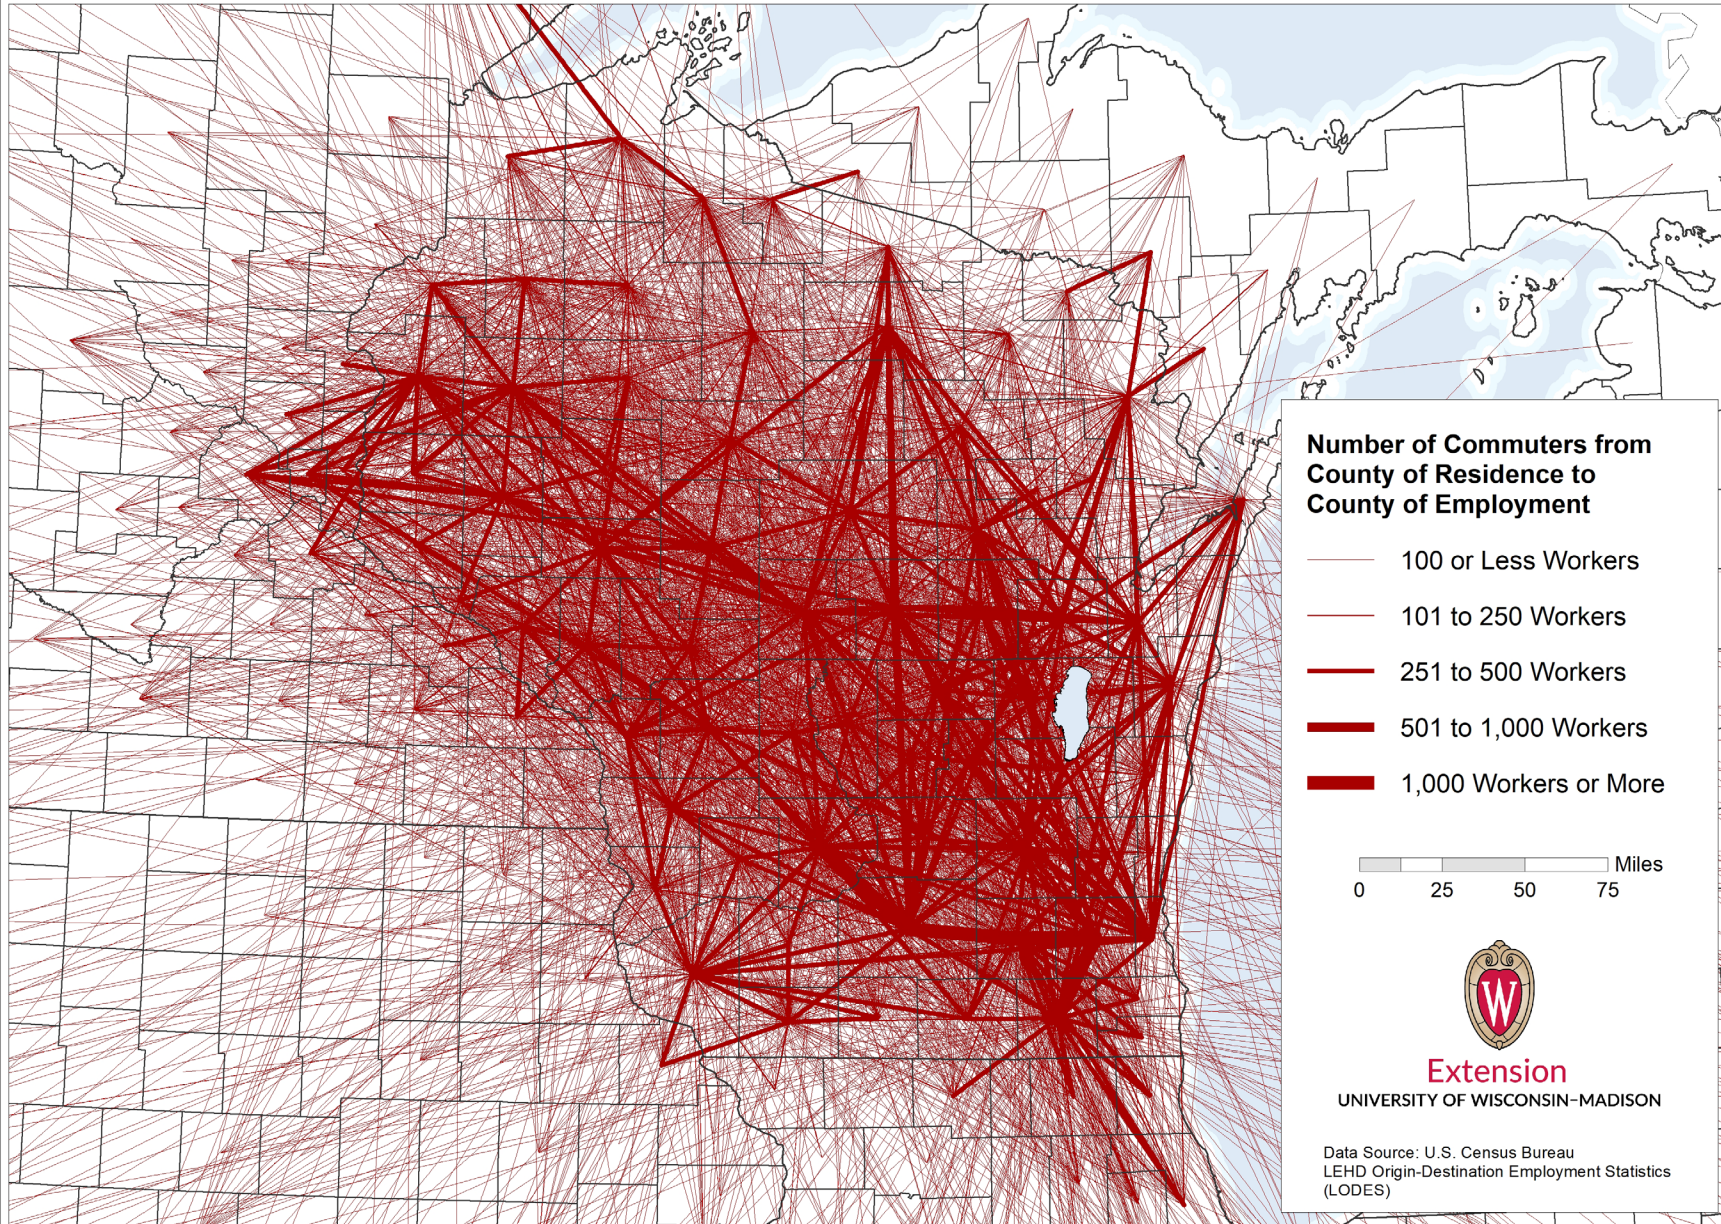 Number of Commuters from
County of Residence to
County of Employment
100 or Less Workers
101 to 250 Workers
251 to 500 Workers
501 to 1,000 Workers
1,000 Workers or More
Miles
0 25 50 75
W
Extension
UNIVERSITY OF WISCONSIN–MADISON
Data Source: U.S. Census Bureau
LEHD Origin-Destination Employment Statistics
(LODES)